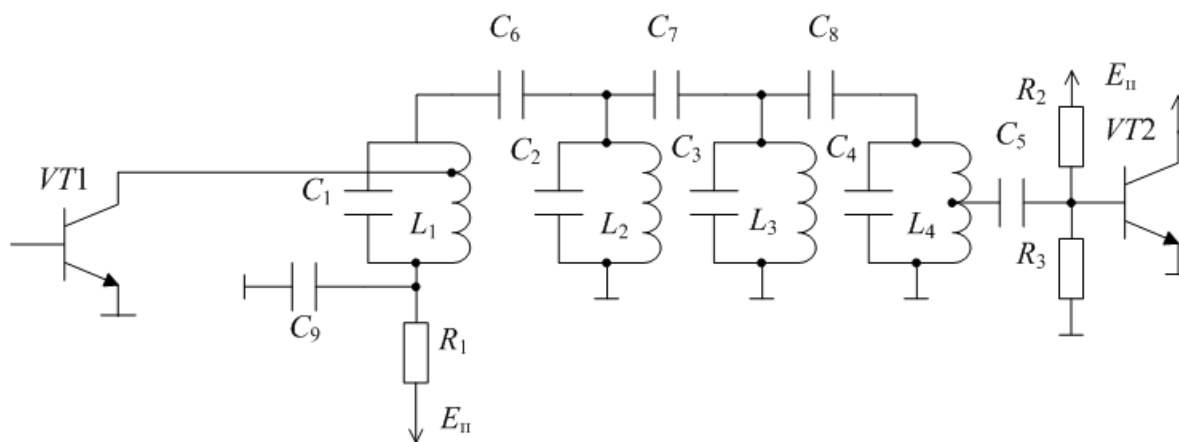 C₆
C₇
C₈
R₂
Eп
C₂
C₃
C₄
C₅
VT2
VT1
C₁
L₁
L₂
L₃
L₄
R₃
C₉
R₁
Eп